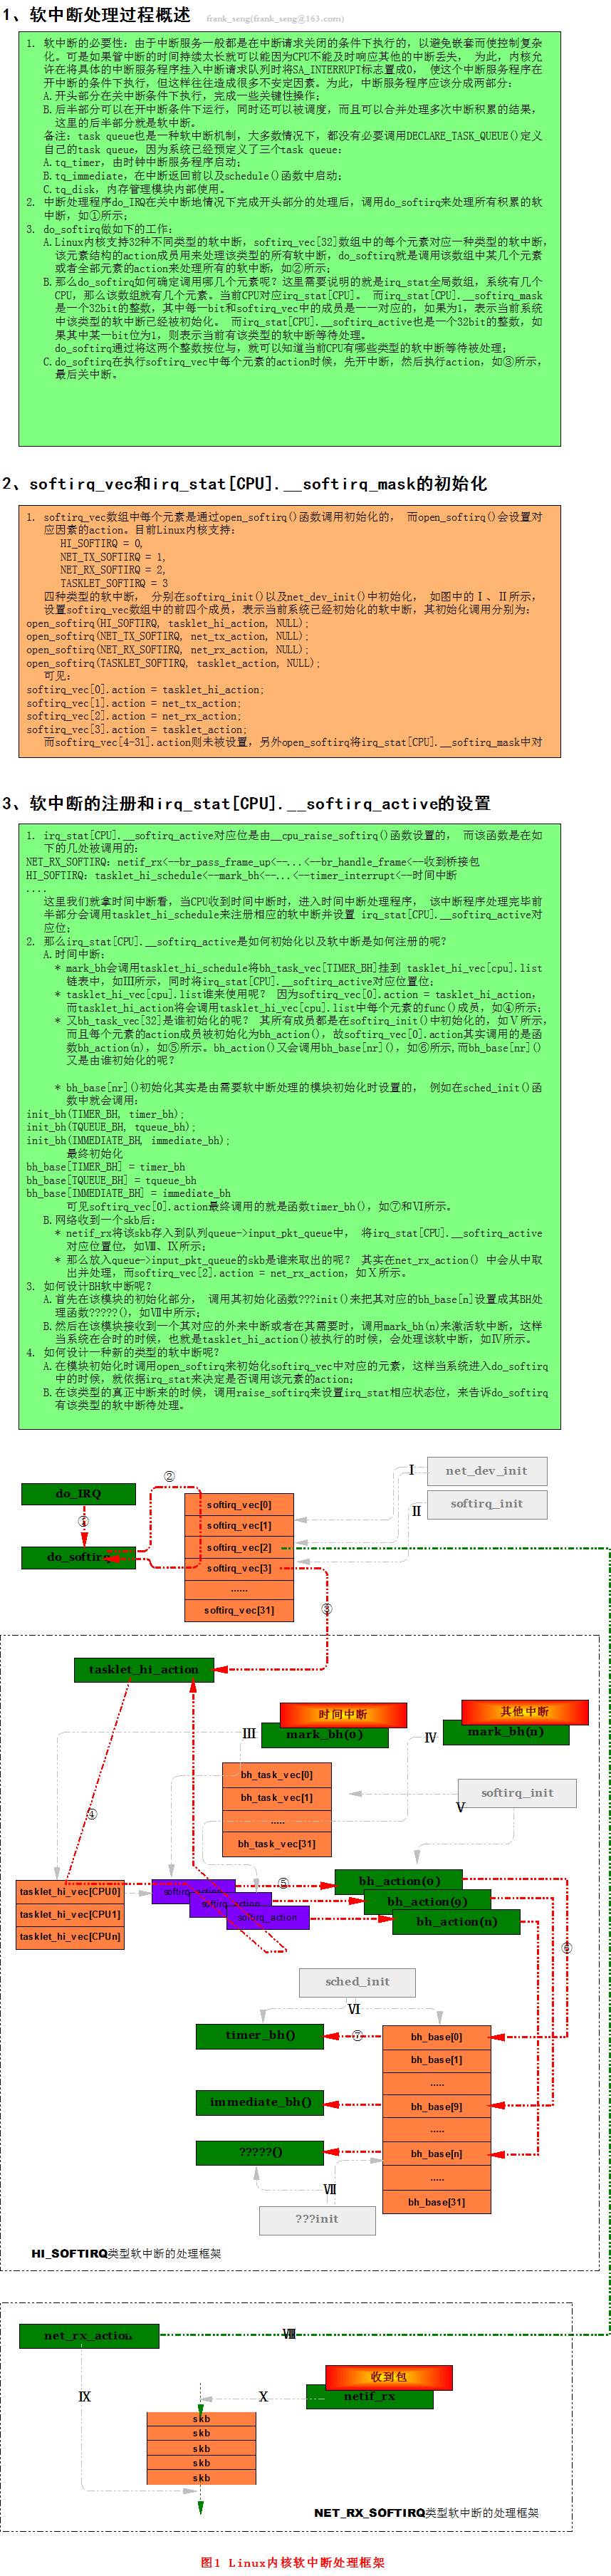 1、软中断处理过程概述 frank_seng(frank_seng@163.com)
1. 软中断的必要性：由于中断服务一般都是在中断请求关闭的条件下执行的，以避免嵌套而使控制复杂
化。可是如果管中断的时间持续太长就可以能因为CPU不能及时响应其他的中断丢失， 为此，内核允
许在将具体的中断服务程序挂入中断请求队列时将SA_INTERRUPT标志置成0， 使这个中断服务程序在
开中断的条件下执行，但这样往往造成很多不安定因素。为此，中断服务程序应该分成两部分：
A.开头部分在关中断条件下执行，完成一些关键性操作；
B.后半部分可以在开中断条件下运行，同时还可以被调度，而且可以合并处理多次中断积累的结果，
这里的后半部分就是软中断。
备注：task queue也是一种软中断机制，大多数情况下，都没有必要调用DECLARE_TASK_QUEUE()定义
自己的task queue，因为系统已经预定义了三个task queue：
A.tq_timer，由时钟中断服务程序启动；
B.tq_immediate，在中断返回前以及schedule()函数中启动；
C.tq_disk，内存管理模块内部使用。
2. 中断处理程序do_IRQ在关中断地情况下完成开头部分的处理后，调用do_softirq来处理所有积累的软
中断，如①所示；
3. do_softirq做如下的工作：
A.Linux内核支持32种不同类型的软中断，softirq_vec[32]数组中的每个元素对应一种类型的软中断，
该元素结构的action成员用来处理该类型的所有软中断，do_softirq就是调用该数组中某几个元素
或者全部元素的action来处理所有的软中断，如②所示；
B.那么do_softirq如何确定调用哪几个元素呢？这里需要说明的就是irq_stat全局数组，系统有几个
CPU，那么该数组就有几个元素。当前CPU对应irq_stat[CPU]。 而irq_stat[CPU].__softirq_mask
是一个32bit的整数，其中每一bit和softirq_vec中的成员是一一对应的，如果为1，表示当前系统
中该类型的软中断已经被初始化。 而irq_stat[CPU].__softirq_active也是一个32bit的整数，如
果其中某一bit位为1，则表示当前有该类型的软中断等待处理。
do_softirq通过将这两个整数按位与，就可以知道当前CPU有哪些类型的软中断等待被处理；
C.do_softirq在执行softirq_vec中每个元素的action时候，先开中断，然后执行action，如③所示，
最后关中断。
2、softirq_vec和irq_stat[CPU].__softirq_mask的初始化
1. softirq_vec数组中每个元素是通过open_softirq()函数调用初始化的， 而open_softirq()会设置对
应因素的action。目前Linux内核支持：
HI_SOFTIRQ = 0,
NET_TX_SOFTIRQ = 1,
NET_RX_SOFTIRQ = 2,
TASKLET_SOFTIRQ = 3
四种类型的软中断， 分别在softirq_init()以及net_dev_init()中初始化， 如图中的Ⅰ、Ⅱ所示，
设置softirq_vec数组中的前四个成员，表示当前系统已经初始化的软中断，其初始化调用分别为：
open_softirq(HI_SOFTIRQ, tasklet_hi_action, NULL);
open_softirq(NET_TX_SOFTIRQ, net_tx_action, NULL);
open_softirq(NET_RX_SOFTIRQ, net_rx_action, NULL);
open_softirq(TASKLET_SOFTIRQ, tasklet_action, NULL);
可见：
softirq_vec[0].action = tasklet_hi_action;
softirq_vec[1].action = net_tx_action;
softirq_vec[2].action = net_rx_action;
softirq_vec[3].action = tasklet_action;
而softirq_vec[4-31].action则未被设置，另外open_softirq将irq_stat[CPU].__softirq_mask中对
3、软中断的注册和irq_stat[CPU].__softirq_active的设置
1. irq_stat[CPU].__softirq_active对应位是由__cpu_raise_softirq()函数设置的， 而该函数是在如
下的几处被调用的：
NET_RX_SOFTIRQ：netif_rx<--br_pass_frame_up<--...<--br_handle_frame<--收到桥接包
HI_SOFTIRQ：tasklet_hi_schedule<--mark_bh<--...<--timer_interrupt<--时间中断
....
这里我们就拿时间中断看，当CPU收到时间中断时，进入时间中断处理程序， 该中断程序处理完毕前
半部分会调用tasklet_hi_schedule来注册相应的软中断并设置 irq_stat[CPU].__softirq_active对
应位；
2. 那么irq_stat[CPU].__softirq_active是如何初始化以及软中断是如何注册的呢？
A.时间中断：
* mark_bh会调用tasklet_hi_schedule将bh_task_vec[TIMER_BH]挂到 tasklet_hi_vec[cpu].list
链表中，如Ⅲ所示，同时将irq_stat[CPU].__softirq_active对应位置位；
* tasklet_hi_vec[cpu].list谁来使用呢？ 因为softirq_vec[0].action = tasklet_hi_action，
而tasklet_hi_action将会调用tasklet_hi_vec[cpu].list中每个元素的func()成员，如④所示；
* 又bh_task_vec[32]是谁初始化的呢？ 其所有成员都是在softirq_init()中初始化的，如Ⅴ所示，
而且每个元素的action成员被初始化为bh_action()，故softirq_vec[0].action其实调用的是函
数bh_action(n)，如⑤所示。bh_action()又会调用bh_base[nr]()，如⑥所示,而bh_base[nr]()
又是由谁初始化的呢？
* bh_base[nr]()初始化其实是由需要软中断处理的模块初始化时设置的， 例如在sched_init()函
数中就会调用：
init_bh(TIMER_BH, timer_bh);
init_bh(TQUEUE_BH, tqueue_bh);
init_bh(IMMEDIATE_BH, immediate_bh);
最终初始化
bh_base[TIMER_BH] = timer_bh
bh_base[TQUEUE_BH] = tqueue_bh
bh_base[IMMEDIATE_BH] = immediate_bh
可见softirq_vec[0].action最终调用的就是函数timer_bh()，如⑦和Ⅵ所示。
B.网络收到一个skb后：
* netif_rx将该skb存入到队列queue->input_pkt_queue中， 将irq_stat[CPU].__softirq_active
对应位置位，如Ⅷ、Ⅸ所示；
* 那么放入queue->input_pkt_queue的skb是谁来取出的呢？ 其实在net_rx_action() 中会从中取
出并处理，而softirq_vec[2].action = net_rx_action，如Ⅹ所示。
3. 如何设计BH软中断呢？
A.首先在该模块的初始化部分， 调用其初始化函数???init()来把其对应的bh_base[n]设置成其BH处
理函数?????()，如Ⅶ中所示；
B.然后在该模块接收到一个其对应的外来中断或者在其需要时，调用mark_bh(n)来激活软中断，这样
当系统在合时的时候，也就是tasklet_hi_action()被执行的时候，会处理该软中断，如Ⅳ所示。
4. 如何设计一种新的类型的软中断呢？
A.在模块初始化时调用open_softirq来初始化softirq_vec中对应的元素，这样当系统进入do_softirq
中的时候，就依据irq_stat来决定是否调用该元素的action；
B.在该类型的真正中断来的时候，调用raise_softirq来设置irq_stat相应状态位，来告诉do_softirq
有该类型的软中断待处理。
② Ⅰ net_dev_init
do_IRQ softirq_vec[0] Ⅱ softirq_init
① softirq_vec[1]
do_softirq softirq_vec[2]
softirq_vec[3]
......
softirq_vec[31] ③
tasklet_hi_action
时间中断 其他中断
Ⅲ mark_bh(0) Ⅳ mark_bh(n)
bh_task_vec[0]
bh_task_vec[1] softirq_init
..... Ⅴ
④ bh_task_vec[31]
⑤ bh_action(0)
tasklet_hi_vec[CPU0] softirq_action
softirq_action bh_action(9)
tasklet_hi_vec[CPU1] softirq_action bh_action(n)
tasklet_hi_vec[CPUn] ⑥
sched_init
Ⅵ
timer_bh() ⑦ bh_base[0]
bh_base[1]
.....
immediate_bh() bh_base[9]
.....
?????() bh_base[n]
Ⅶ .....
???init bh_base[31]
HI_SOFTIRQ类型软中断的处理框架
net_rx_action Ⅷ
收到包
Ⅸ Ⅹ netif_rx
skb
skb
skb
skb
skb
NET_RX_SOFTIRQ类型软中断的处理框架
图1 Linux内核软中断处理框架